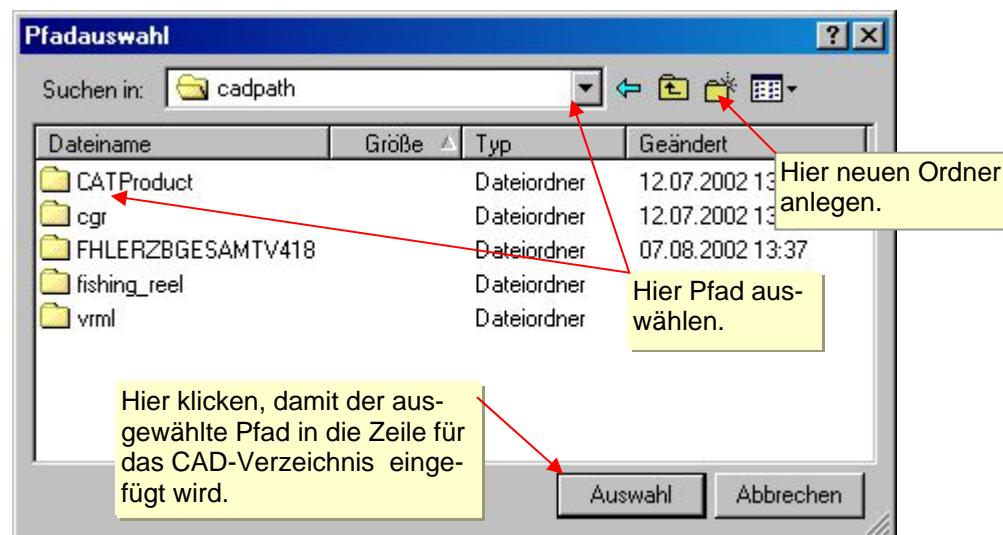 Pfadauswahl
Suchen in: cadpath
Dateiname Größe Typ Geändert
CATProduct Dateiordner 12.07.2002 13
cgr Dateiordner 12.07.2002 13
FHLERZBGESAMTV418 Dateiordner 07.08.2002 13:37
fishing_reel Dateiordner
vrml Dateiordner
Hier neuen Ordner
anlegen.
Hier Pfad aus-
wählen.
Hier klicken, damit der aus-
gewählte Pfad in die Zeile für
das CAD-Verzeichnis einge-
fügt wird.
Auswahl Abbrechen